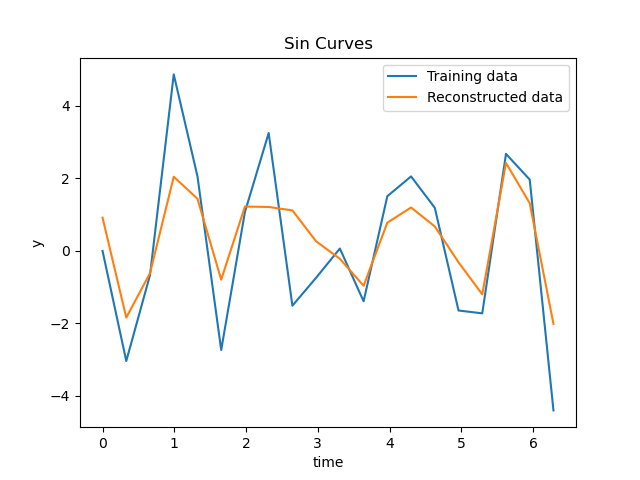 Sin Curves
Training data
Reconstructed data
4
2
0
−2
−4
y
0 1 2 3 4 5 6
time